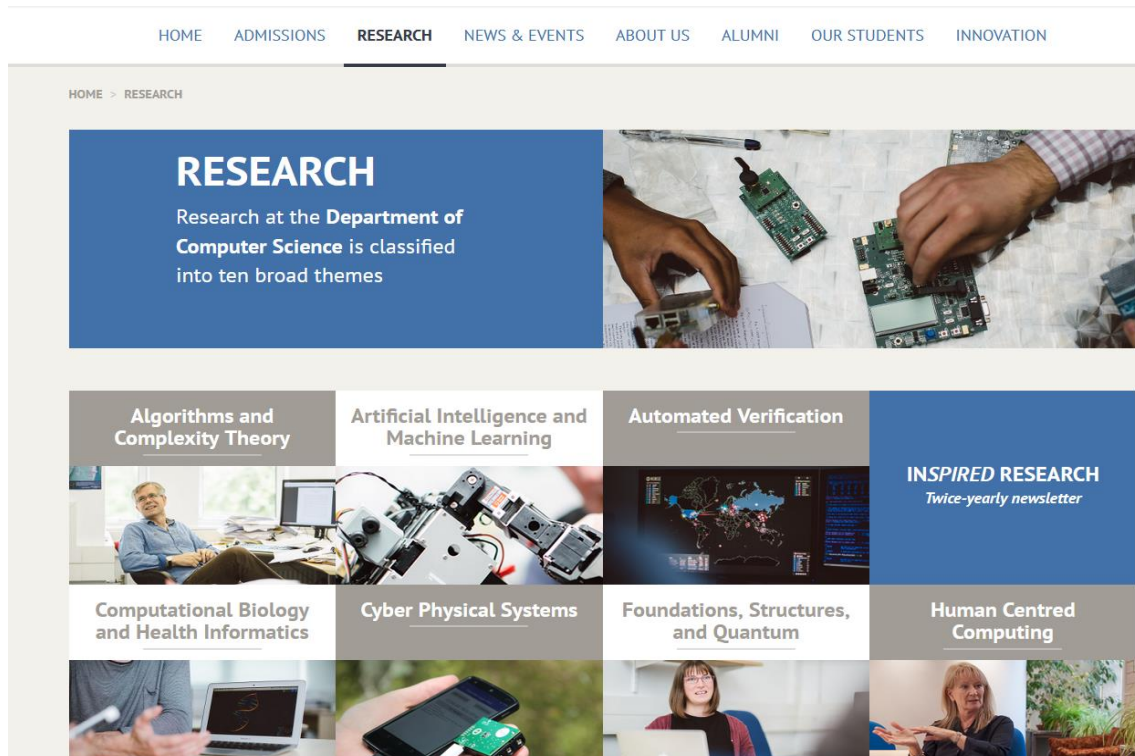 HOME ADMISSIONS RESEARCH NEWS & EVENTS ABOUT US ALUMNI OUR STUDENTS INNOVATION
HOME > RESEARCH
RESEARCH
Research at the Department of
Computer Science is classified
into ten broad themes
Algorithms and
Complexity Theory
Artificial Intelligence and
Machine Learning
Automated Verification
INSPIRED RESEARCH
Twice-yearly newsletter
Computational Biology
and Health Informatics
Cyber Physical Systems
Foundations, Structures,
and Quantum
Human Centred
Computing